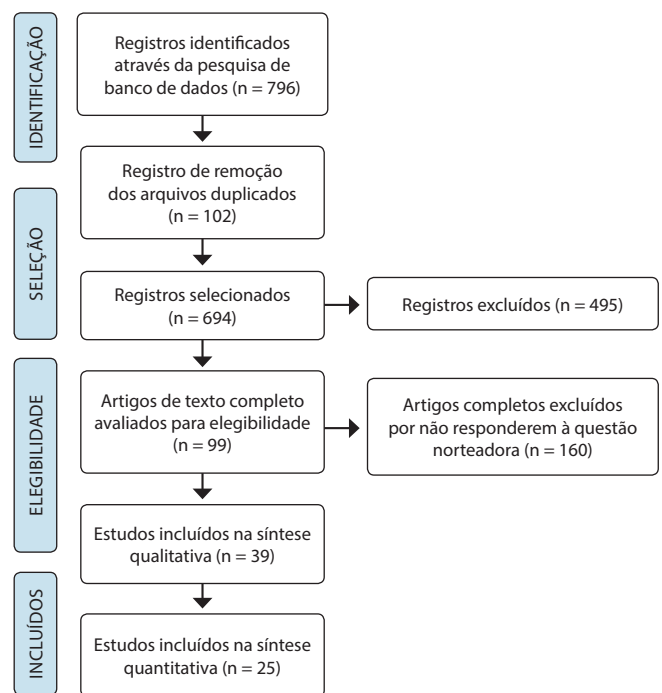 IDENTIFICAÇÃO
Registros identificados
através da pesquisa de
banco de dados (n = 796)
Registro de remoção
dos arquivos duplicados
(n = 102)
SELEÇÃO
Registros selecionados
(n = 694)
Registros excluídos (n = 495)
ELEGIBILIDADE
Artigos de texto completo
avaliados para elegibilidade
(n = 99)
Artigos completos excluídos
por não responderem à questão
norteadora (n = 160)
Estudos incluídos na síntese
qualitativa (n = 39)
INCLUÍDOS
Estudos incluídos na síntese
quantitativa (n = 25)